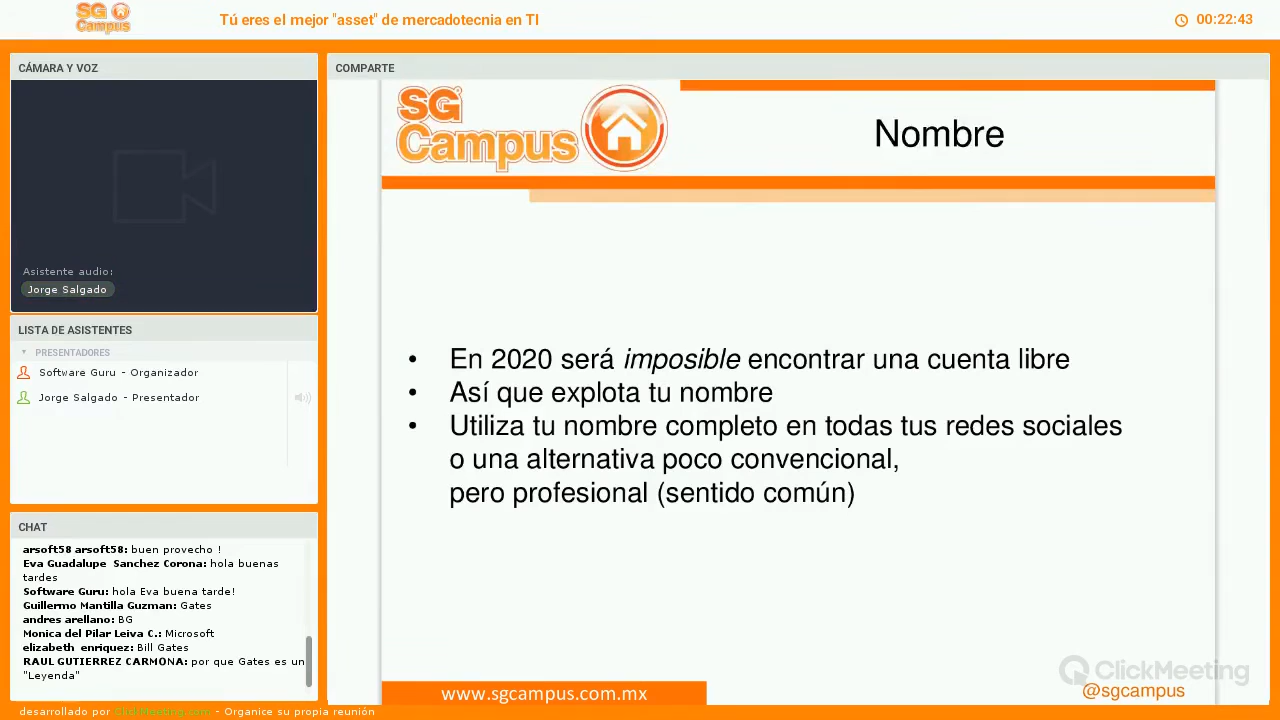 SG Campus
Tú eres el mejor "asset" de mercadotecnia en TI
00:22:43
CÁMARA Y VOZ
Asistente audio:
Jorge Salgado
LISTA DE ASISTENTES
PRESENTADORES
Software Guru - Organizador
Jorge Salgado - Presentador
CHAT
arsoft58 arsoft58: buen provecho !
Eva Guadalupe Sanchez Corona: hola buenas
tardes
Software Guru: hola Eva buena tarde!
Guillermo Mantilla Guzman: Gates
andres arellano: BG
Monica del Pilar Leiva C.: Microsoft
elizabeth enriquez: Bill Gates
RAUL GUTIERREZ CARMONA: por que Gates es un
"Leyenda"
desarrollado por ClickMeeting.com - Organice su propia reunión
COMPARTE
SG
Campus
Nombre
• En 2020 será imposible encontrar una cuenta libre
• Así que explota tu nombre
• Utiliza tu nombre completo en todas tus redes sociales
o una alternativa poco convencional,
pero profesional (sentido común)
www.sgcampus.com.mx
ClickMeeting
@sgcampus